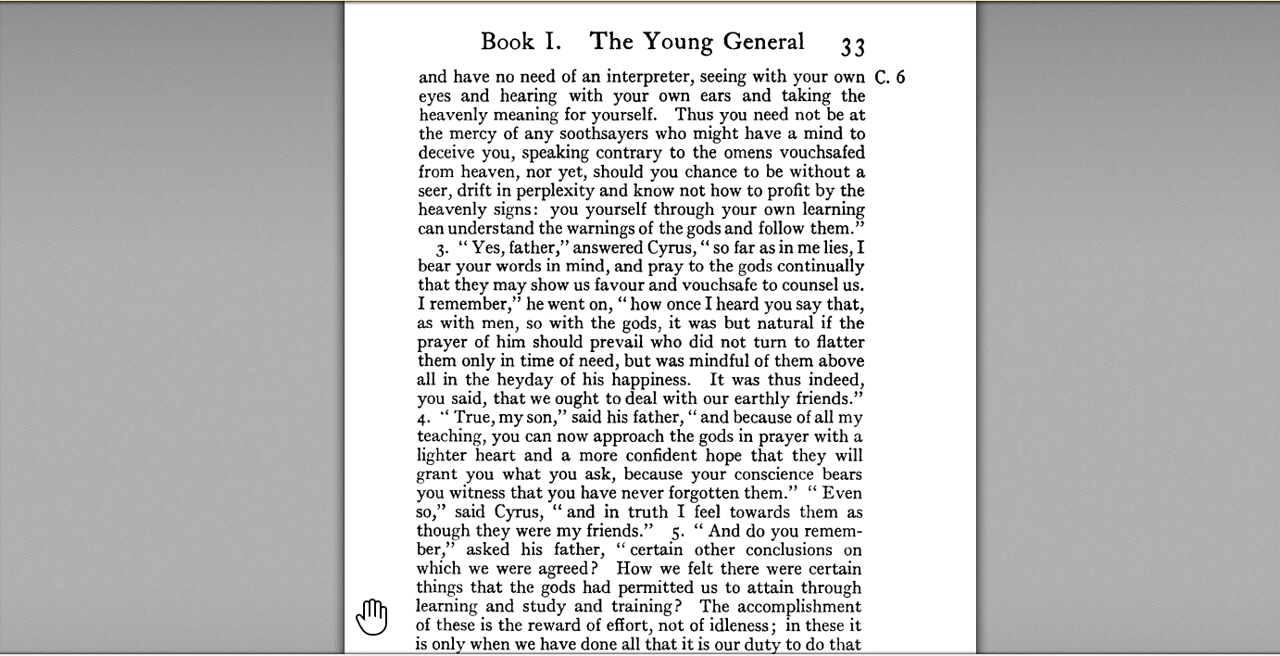 Book I. The Young General 33
and have no need of an interpreter, seeing with your own C. 6
eyes and hearing with your own ears and taking the
heavenly meaning for yourself. Thus you need not be at
the mercy of any soothsayers who might have a mind to
deceive you, speaking contrary to the omens vouchsafed
from heaven, nor yet, should you chance to be without a
seer, drift in perplexity and know not how to profit by the
heavenly signs: you yourself through your own learning
can understand the warnings of the gods and follow them.”
3. “ Yes, father,” answered Cyrus, “ so far as in me lies, I
bear your words in mind, and pray to the gods continually
that they may show us favour and vouchsafe to counsel us.
I remember,” he went on, “ how once I heard you say that,
as with men, so with the gods, it was but natural if the
prayer of him should prevail who did not turn to flatter
them only in time of need, but was mindful of them above
all in the heyday of his happiness. It was thus indeed,
you said, that we ought to deal with our earthly friends.”
4. “ True, my son,” said his father, “ and because of all my
teaching, you can now approach the gods in prayer with a
lighter heart and a more confident hope that they will
grant you what you ask, because your conscience bears
you witness that you have never forgotten them.” “ Even
so,” said Cyrus, “ and in truth I feel towards them as
though they were my friends.” 5. “ And do you remem-
ber,” asked his father, “ certain other conclusions on
which we were agreed? How we felt there were certain
things that the gods had permitted us to attain through
learning and study and training? The accomplishment
of these is the reward of effort, not of idleness; in these it
is only when we have done all that it is our duty to do that